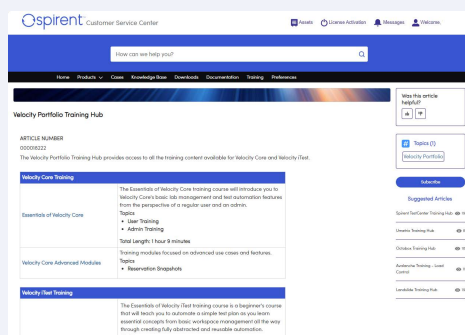 Ospirent Customer Service Center
Assets License Activation Messages Welcome,
How can we help you?
Home Products Cases Knowledge Base Downloads Documentation Training Preferences
Velocity Portfolio Training Hub
ARTICLE NUMBER
000018222
The Velocity Portfolio Training Hub provides access to all the training content available for Velocity Core and Velocity iTest.
Velocity Core Training
Essentials of Velocity Core
The Essentials of Velocity Core training course will introduce you to
Velocity Core's basic lab management and test automation features
from the perspective of a regular user and an admin.
Topics
• User Training
• Admin Training
Total Length: 1 hour 9 minutes
Velocity Core Advanced Modules
Training modules focused on advanced use cases and features.
Topics
• Reservation Snapshots
Velocity iTest Training
The Essentials of Velocity iTest training course is a beginner's course
that will teach you to automate a simple test plan as you learn
essential concepts from basic workspace management all the way
through creating fully abstracted and reusable automation.
Was this article
helpful?
Topics (1)
Velocity Portfolio
Subscribe
Suggested Articles
Spirent TestCenter Training Hub
Umetrix Training Hub
Octobox Training Hub
Avalanche Training - Load
Control
Landslide Training Hub